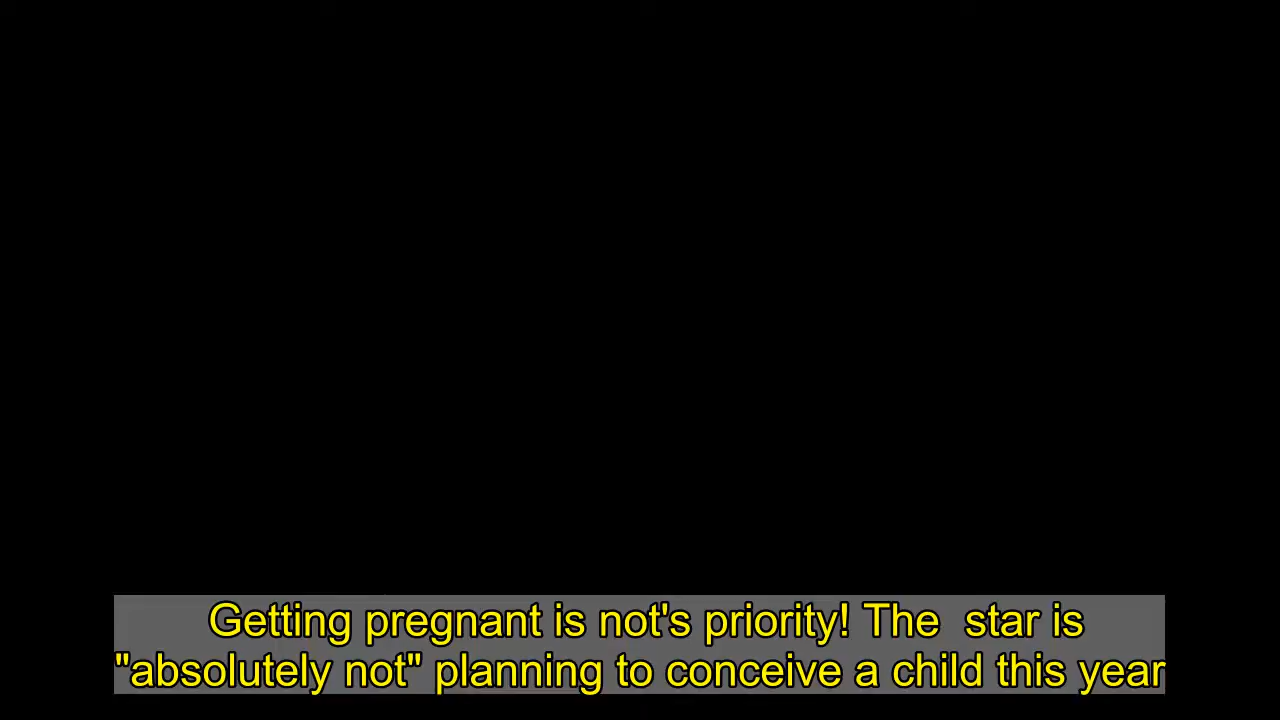 Getting pregnant is not's priority! The  star is
"absolutely not" planning to conceive a child this year